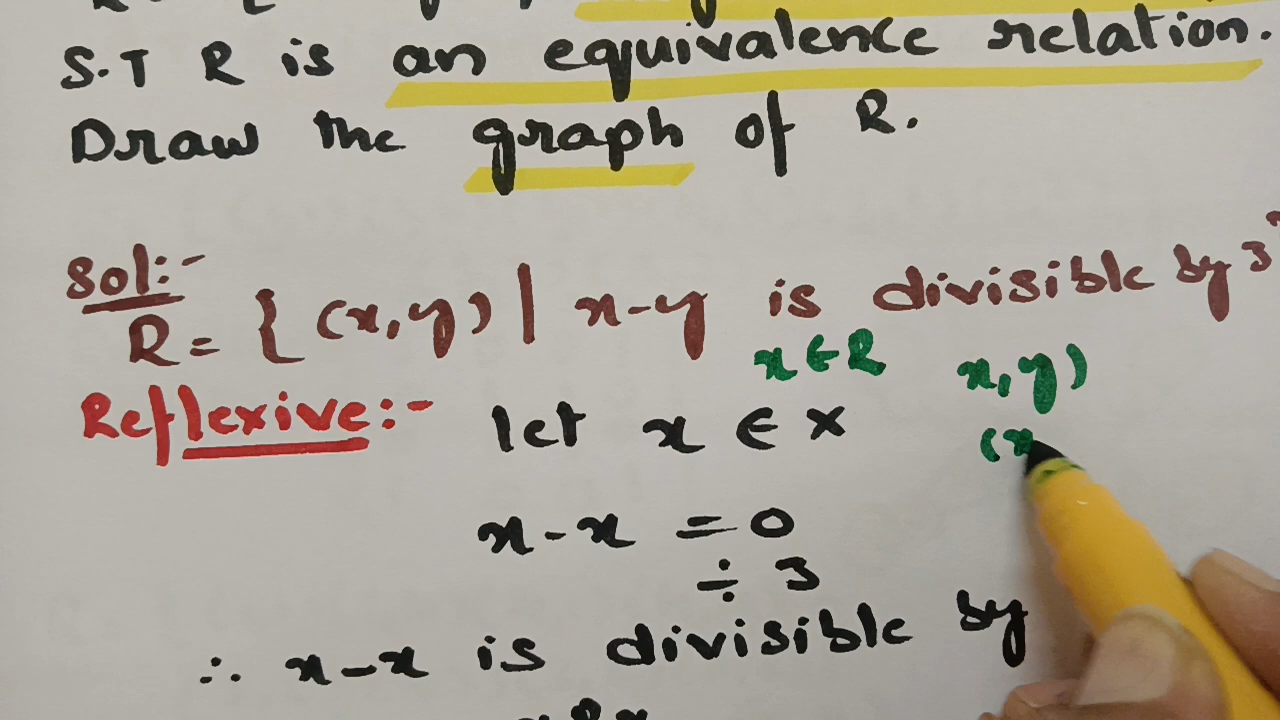 S.T R is an equivalence relation.
Draw the graph of R.
Sol:-
R = { (x,y) | x-y is divisible by 3
x ∈ R x,y)
Reflexive:- let x ∈ X
(x
x - x = 0
÷ 3
∴ x - x is divisible by
x R x